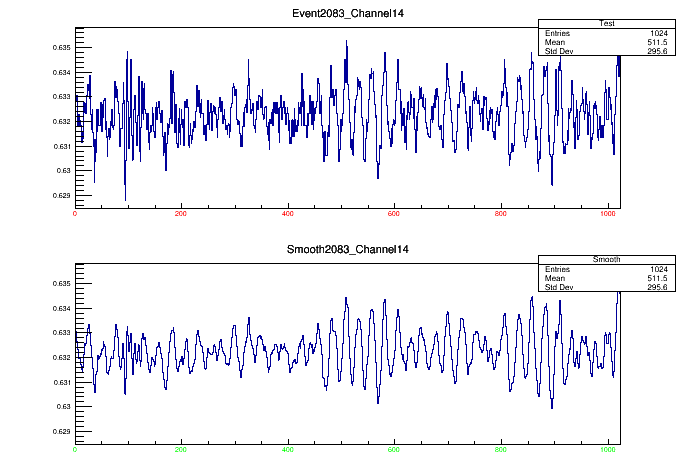 Event2083_Channel14
Test
Entries 1024
Mean 511.5
Std Dev 295.6
0.635
0.634
0.633
0.632
0.631
0.63
0.629
0 200 400 600 800 1000
Smooth2083_Channel14
Smooth
Entries 1024
Mean 511.5
Std Dev 295.6
0.635
0.634
0.633
0.632
0.631
0.63
0.629
0 200 400 600 800 1000